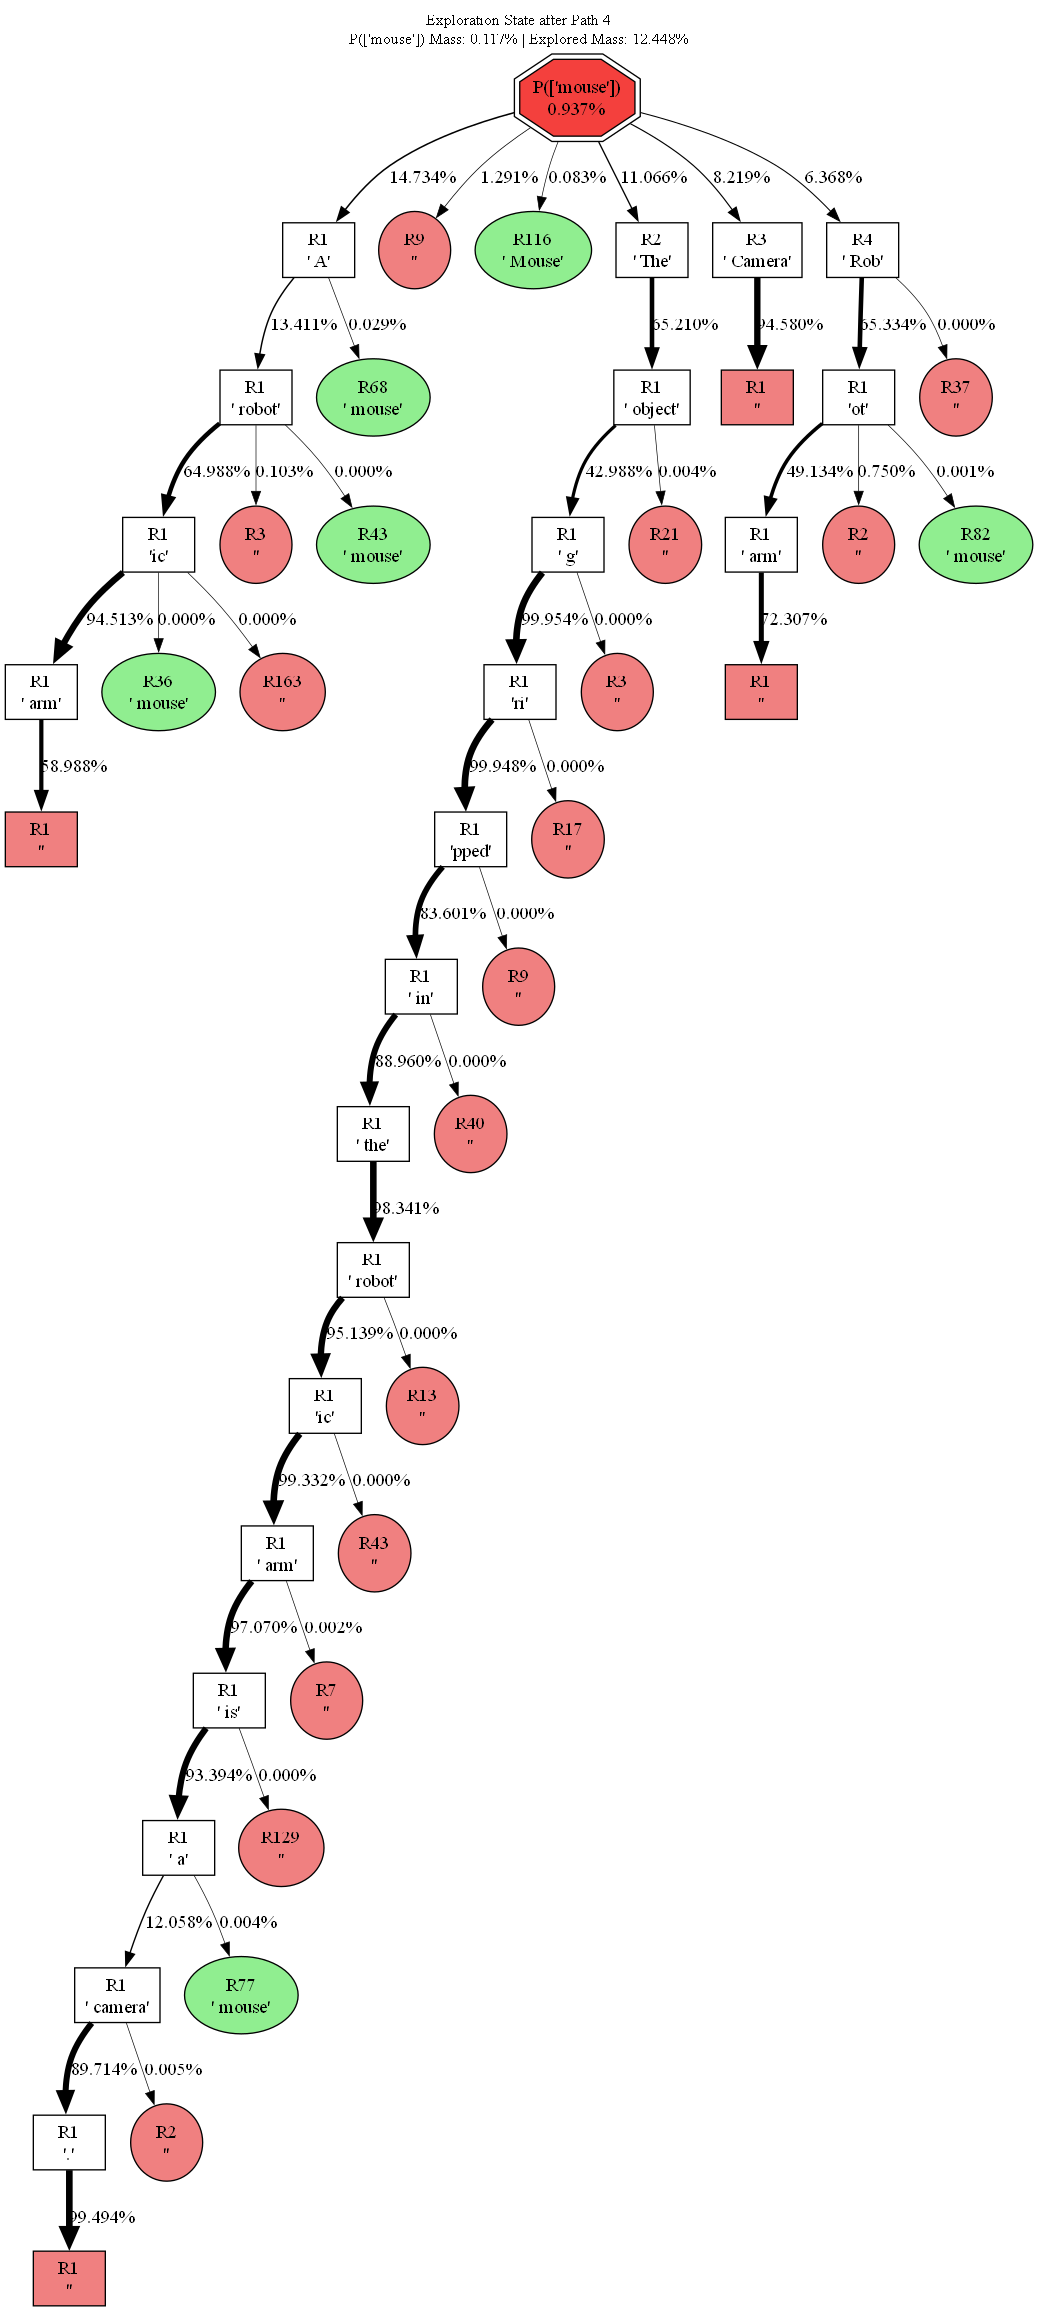 Exploration State after Path 4
P(['mouse']) Mass: 0.117% | Explored Mass: 12.448%
P(['mouse'])
0.937%
14.734%
1.291%
0.083%
11.066%
8.219%
6.368%
R1
' A'
R9
''
R116
' Mouse'
R2
' The'
R3
' Camera'
R4
' Rob'
13.411%
0.029%
65.210%
94.580%
65.334%
0.000%
R1
' robot'
R68
' mouse'
R1
' object'
R1
''
R1
'ot'
R37
''
64.988%
0.103%
0.000%
42.988%
0.004%
49.134%
0.750%
0.001%
R1
'ic'
R3
''
R43
' mouse'
R1
' g'
R21
''
R1
' arm'
R2
''
R82
' mouse'
94.513%
0.000%
0.000%
99.954%
0.000%
72.307%
R1
' arm'
R36
' mouse'
R163
''
R1
'ri'
R3
''
R1
''
58.988%
99.948%
0.000%
R1
''
R1
'pped'
R17
''
83.601%
0.000%
R1
' in'
R9
''
88.960%
0.000%
R1
' the'
R40
''
98.341%
R1
' robot'
95.139%
0.000%
R1
'ic'
R13
''
99.332%
0.000%
R1
' arm'
R43
''
97.070%
0.002%
R1
' is'
R7
''
93.394%
0.000%
R1
' a'
R129
''
12.058%
0.004%
R1
' camera'
R77
' mouse'
89.714%
0.005%
R1
'.'
R2
''
99.494%
R1
''